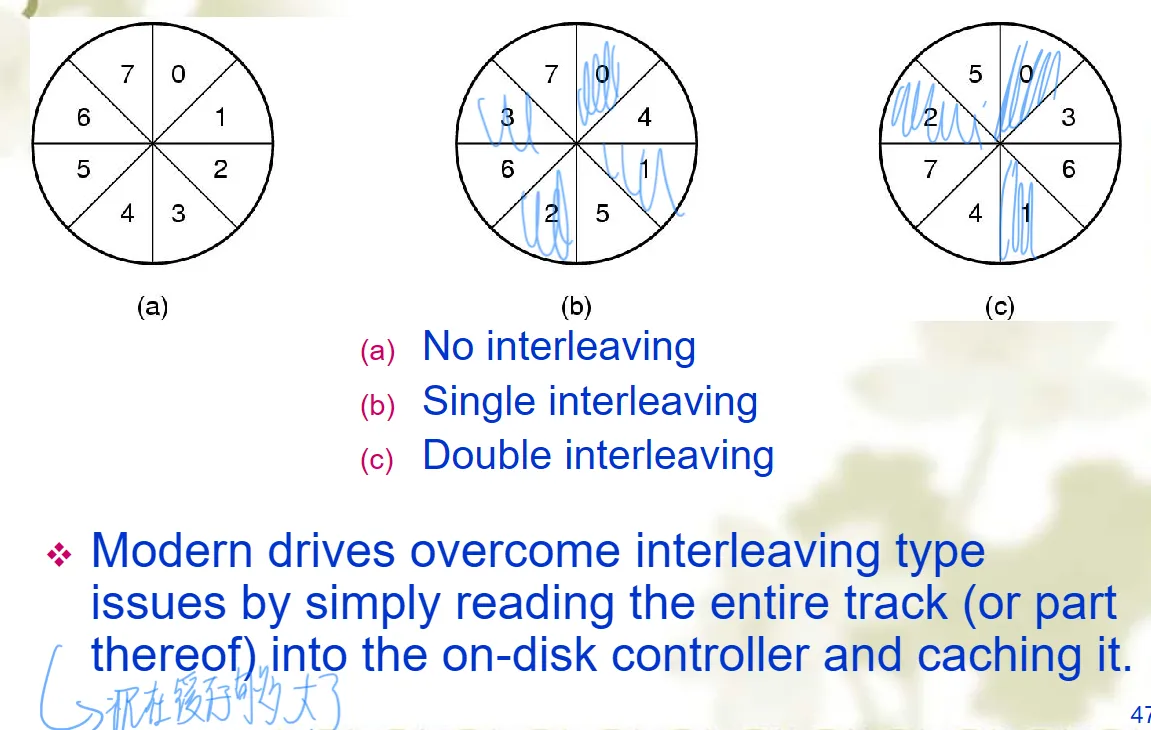 7 0
6 1
5 2
4 3
(a)
7 0
3 4
6 1
2 5
(b)
5 0
2 3
7 6
4 1
(c)
(a) No interleaving
(b) Single interleaving
(c) Double interleaving
❖ Modern drives overcome interleaving type
issues by simply reading the entire track (or part
thereof) into the on-disk controller and caching it.
现在缓存够大了
47